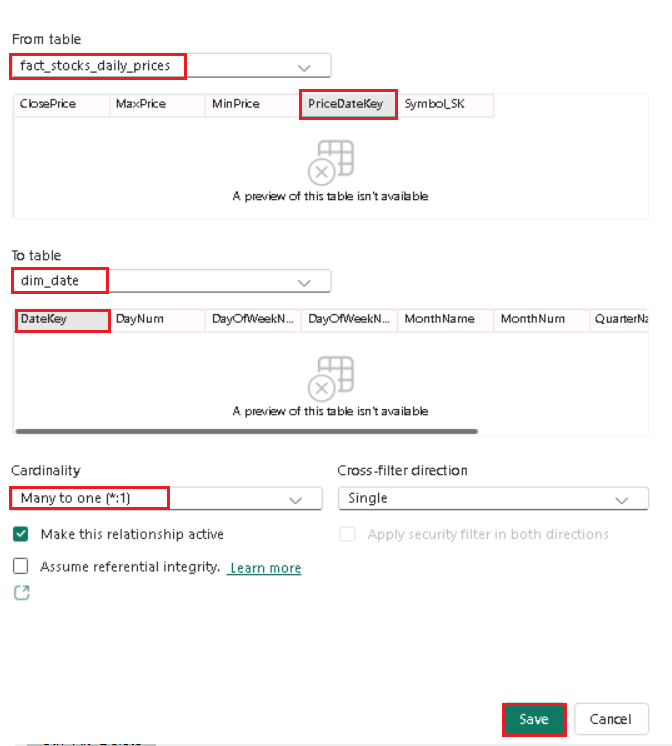 From table
fact_stocks_daily_prices
ClosePrice MaxPrice MinPrice PriceDateKey Symbol_SK
A preview of this table isn't available
To table
dim_date
DateKey DayNum DayOfWeekN... DayOfWeekN... MonthName MonthNum QuarterNa
A preview of this table isn't available
Cardinality Cross-filter direction
Many to one (*:1) Single
Make this relationship active Apply security filter in both directions
Assume referential integrity. Learn more
Save Cancel